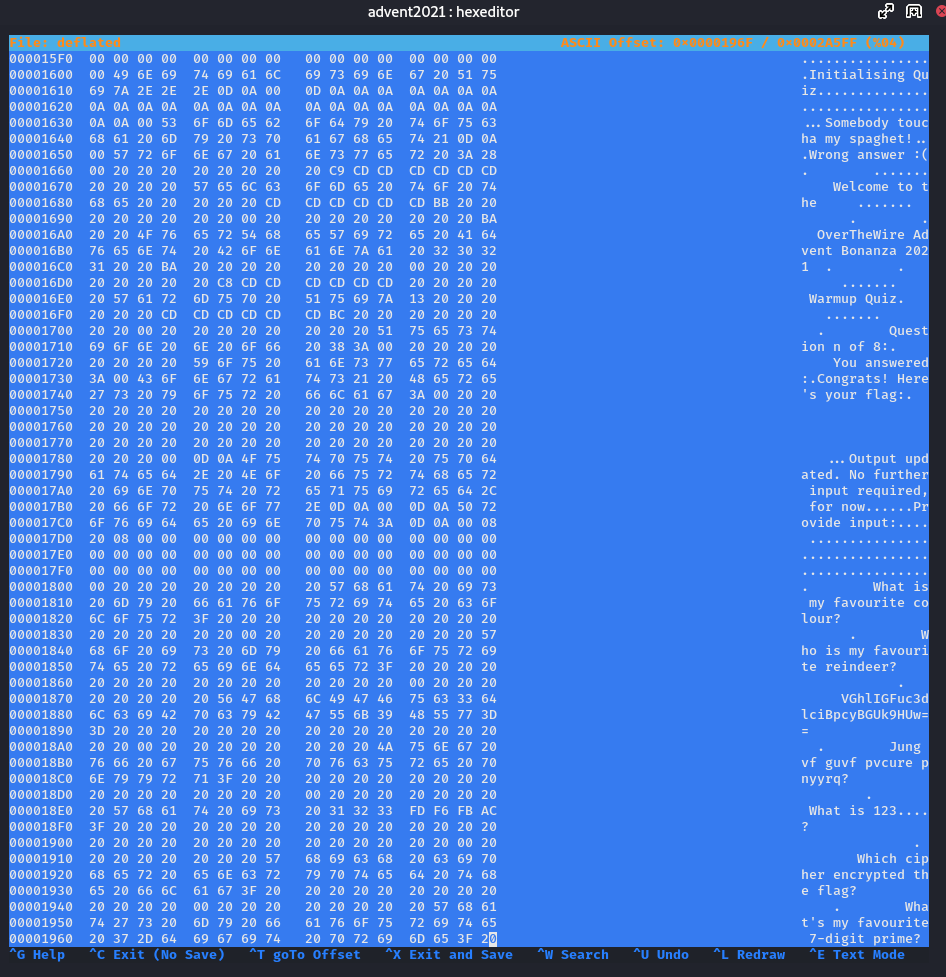 advent2021 : hexeditor
File: deflated ASCII Offset: 0x0000196F / 0x0002A5FF (%04)
000015F0 00 00 00 00 00 00 00 00 00 00 00 00 00 00 00 00 ................
00001600 00 49 6E 69 74 69 61 6C 69 73 69 6E 67 20 51 75 .Initialising Qu
00001610 69 7A 2E 2E 2E 0D 0A 00 0D 0A 0A 0A 0A 0A 0A 0A iz..............
00001620 0A 0A 0A 0A 0A 0A 0A 0A 0A 0A 0A 0A 0A 0A 0A 0A ................
00001630 0A 0A 00 53 6F 6D 65 62 6F 64 79 20 74 6F 75 63 ...Somebody touc
00001640 68 61 20 6D 79 20 73 70 61 67 68 65 74 21 0D 0A ha my spaghet!..
00001650 00 57 72 6F 6E 67 20 61 6E 73 77 65 72 20 3A 28 .Wrong answer :(
00001660 00 20 20 20 20 20 20 20 20 20 C9 CD CD CD CD CD . .......
00001670 20 20 20 20 57 65 6C 63 6F 6D 65 20 74 6F 20 74 Welcome to t
00001680 68 65 20 20 20 20 20 CD CD CD CD CD CD BB 20 20 he .......
00001690 20 20 20 20 20 20 00 20 20 20 20 20 20 20 20 BA . .
000016A0 20 20 4F 76 65 72 54 68 65 57 69 72 65 20 41 64 OverTheWire Ad
000016B0 76 65 6E 74 20 42 6F 6E 61 6E 7A 61 20 32 30 32 vent Bonanza 202
000016C0 31 20 20 BA 20 20 20 20 20 20 20 20 00 20 20 20 1 . .
000016D0 20 20 20 20 20 C8 CD CD CD CD CD CD 20 20 20 20 .......
000016E0 20 57 61 72 6D 75 70 20 51 75 69 7A 13 20 20 20 Warmup Quiz.
000016F0 20 20 20 CD CD CD CD CD CD BC 20 20 20 20 20 20 .......
00001700 20 20 00 20 20 20 20 20 20 20 20 51 75 65 73 74 . Quest
00001710 69 6F 6E 20 6E 20 6F 66 20 38 3A 00 20 20 20 20 ion n of 8:.
00001720 20 20 20 20 59 6F 75 20 61 6E 73 77 65 72 65 64 You answered
00001730 3A 00 43 6F 6E 67 72 61 74 73 21 20 48 65 72 65 :.Congrats! Here
00001740 27 73 20 79 6F 75 72 20 66 6C 61 67 3A 00 20 20 's your flag:.
00001750 20 20 20 20 20 20 20 20 20 20 20 20 20 20 20 20
00001760 20 20 20 20 20 20 20 20 20 20 20 20 20 20 20 20
00001770 20 20 20 20 20 20 20 20 20 20 20 20 20 20 20 20
00001780 20 20 20 00 0D 0A 4F 75 74 70 75 74 20 75 70 64 ...Output upd
00001790 61 74 65 64 2E 20 4E 6F 20 66 75 72 74 68 65 72 ated. No further
000017A0 20 69 6E 70 75 74 20 72 65 71 75 69 72 65 64 2C input required,
000017B0 20 66 6F 72 20 6E 6F 77 2E 0D 0A 00 0D 0A 50 72 for now......Pr
000017C0 6F 76 69 64 65 20 69 6E 70 75 74 3A 0D 0A 00 08 ovide input:....
000017D0 20 08 00 00 00 00 00 00 00 00 00 00 00 00 00 00 ...............
000017E0 00 00 00 00 00 00 00 00 00 00 00 00 00 00 00 00 ................
000017F0 00 00 00 00 00 00 00 00 00 00 00 00 00 00 00 00 ................
00001800 00 20 20 20 20 20 20 20 20 57 68 61 74 20 69 73 . What is
00001810 20 6D 79 20 66 61 76 6F 75 72 69 74 65 20 63 6F my favourite co
00001820 6C 6F 75 72 3F 20 20 20 20 20 20 20 20 20 20 20 lour?
00001830 20 20 20 20 20 20 00 20 20 20 20 20 20 20 20 57 . W
00001840 68 6F 20 69 73 20 6D 79 20 66 61 76 6F 75 72 69 ho is my favouri
00001850 74 65 20 72 65 69 6E 64 65 65 72 3F 20 20 20 20 te reindeer?
00001860 20 20 20 20 20 20 20 20 20 20 20 20 00 20 20 20 .
00001870 20 20 20 20 20 56 47 68 6C 49 47 46 75 63 33 64 VGhlIGFuc3d
00001880 6C 63 69 42 70 63 79 42 47 55 6B 39 48 55 77 3D lciBpcyBGUk9HUw=
00001890 3D 20 20 20 20 20 20 20 20 20 20 20 20 20 20 20 =
000018A0 20 20 00 20 20 20 20 20 20 20 20 4A 75 6E 67 20 . Jung
000018B0 76 66 20 67 75 76 66 20 70 76 63 75 72 65 20 70 vf guvf pvcure p
000018C0 6E 79 79 72 71 3F 20 20 20 20 20 20 20 20 20 20 nyyrq?
000018D0 20 20 20 20 20 20 20 20 00 20 20 20 20 20 20 20 .
000018E0 20 57 68 61 74 20 69 73 20 31 32 33 FD F6 FB AC What is 123....
000018F0 3F 20 20 20 20 20 20 20 20 20 20 20 20 20 20 20 ?
00001900 20 20 20 20 20 20 20 20 20 20 20 20 20 20 00 20 .
00001910 20 20 20 20 20 20 20 57 68 69 63 68 20 63 69 70 Which cip
00001920 68 65 72 20 65 6E 63 72 79 70 74 65 64 20 74 68 her encrypted th
00001930 65 20 66 6C 61 67 3F 20 20 20 20 20 20 20 20 20 e flag?
00001940 20 20 20 20 00 20 20 20 20 20 20 20 20 57 68 61 . Wha
00001950 74 27 73 20 6D 79 20 66 61 76 6F 75 72 69 74 65 t's my favourite
00001960 20 37 2D 64 69 67 69 74 20 70 72 69 6D 65 3F 20 7-digit prime?
^G Help ^C Exit (No Save) ^T goTo Offset ^X Exit and Save ^W Search ^U Undo ^L Redraw ^E Text Mode